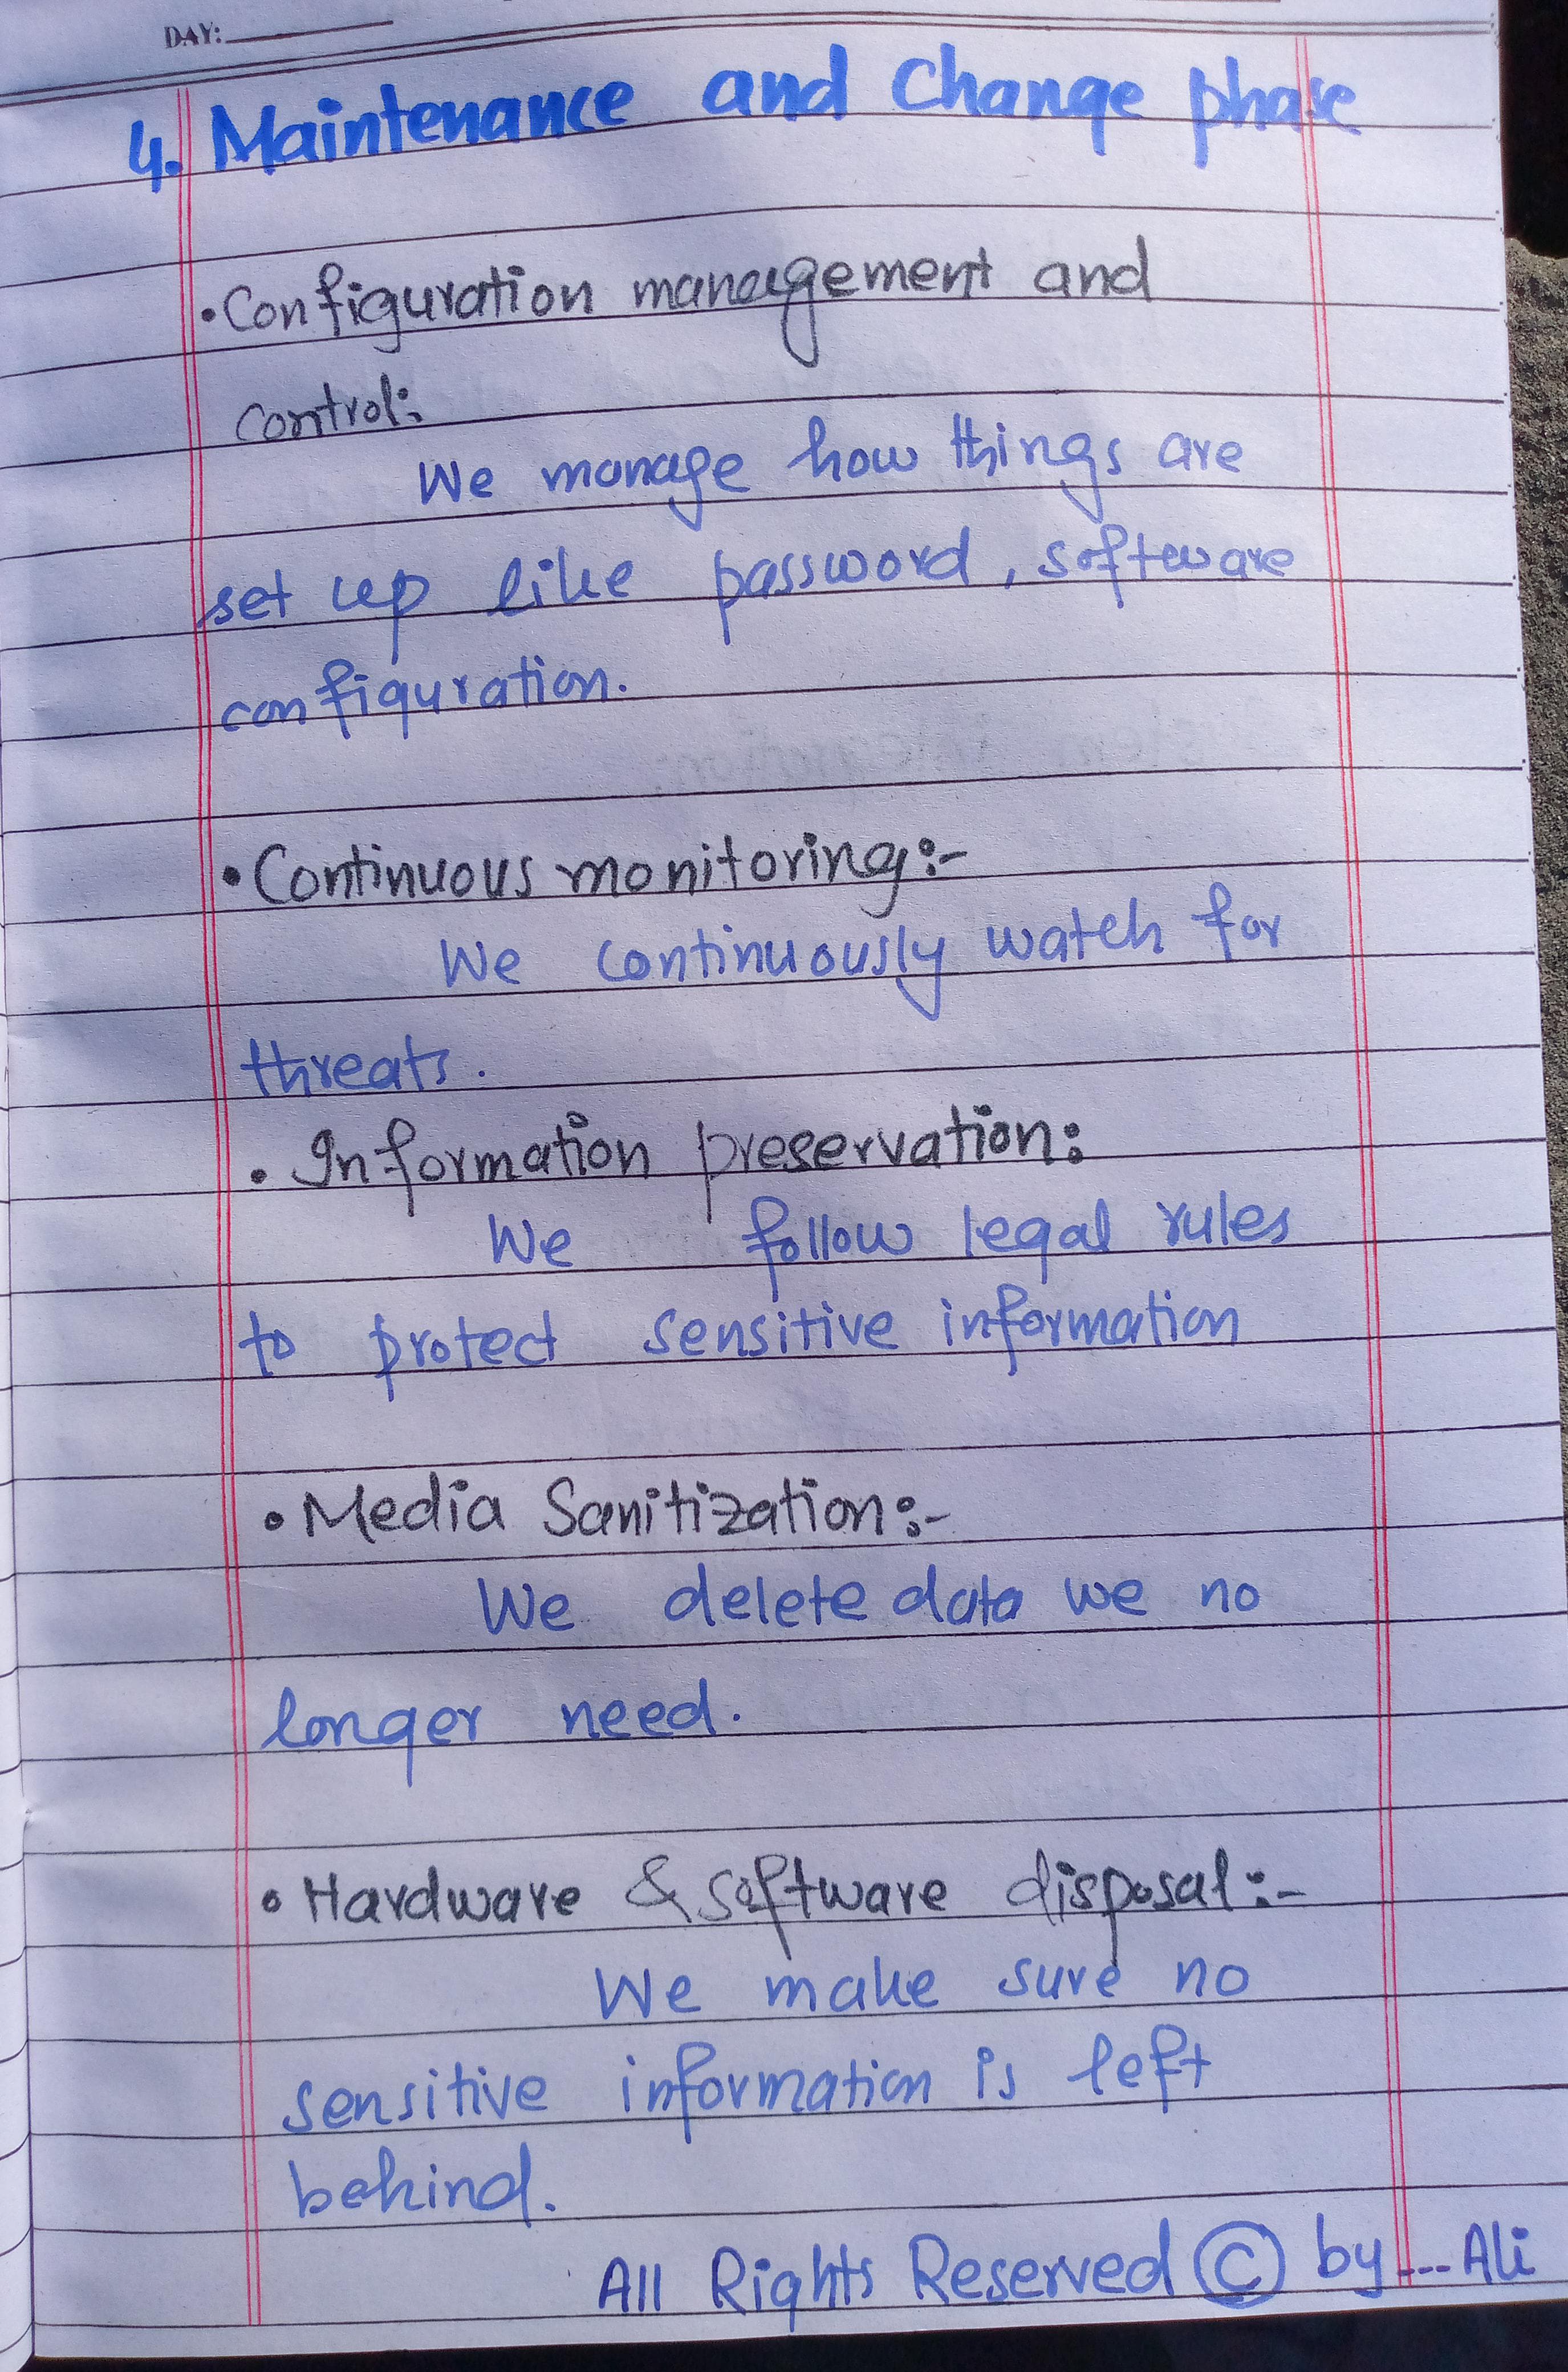 DAY:
4. Maintenance and Change phase
• Configuration management and
control:
We manage how things are
set up like password, software
configuration.
• Continuous monitoring:-
We continuously watch for
threats.
• Information preservation:
We follow legal rules
to protect sensitive information
• Media Sanitization:-
We delete data we no
longer need.
• Hardware & software disposal:-
We make sure no
sensitive information is left
behind.
All Rights Reserved © by... Ali